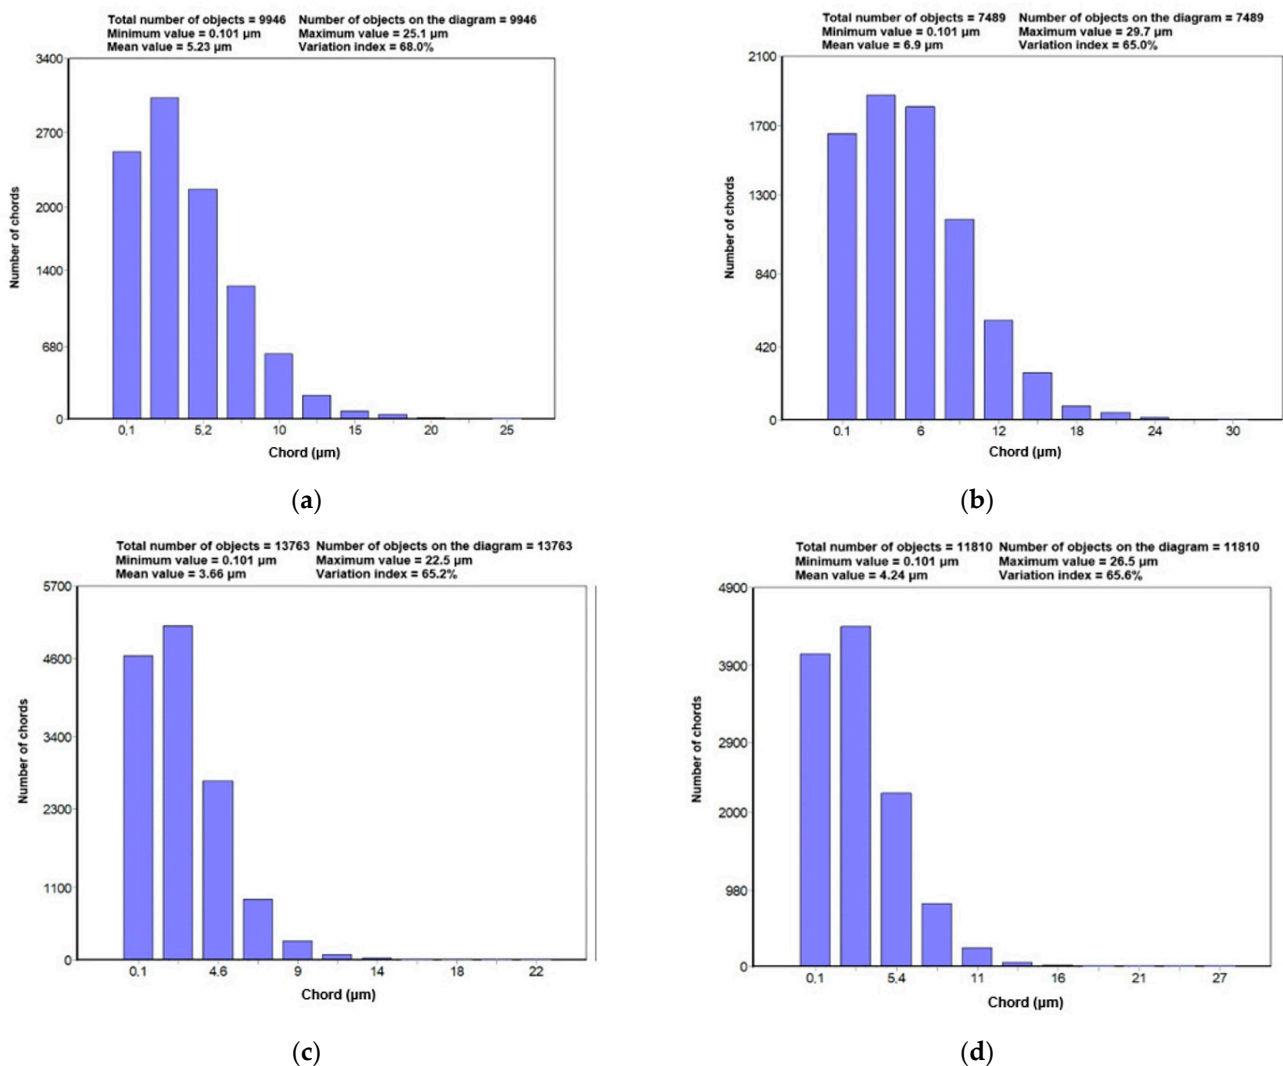 Total number of objects = 9946 Number of objects on the diagram = 9946
Minimum value = 0.101 µm Maximum value = 25.1 µm
Mean value = 5.23 µm Variation index = 68.0%
3400
2700
2000
1400
680
0
Number of chords
0,1 5,2 10 15 20 25
Chord (µm)
(a)
Total number of objects = 7489 Number of objects on the diagram = 7489
Minimum value = 0.101 µm Maximum value = 29.7 µm
Mean value = 6.9 µm Variation index = 65.0%
2100
1700
1300
840
420
0
Number of chords
0.1 6 12 18 24 30
Chord (µm)
(b)
Total number of objects = 13763 Number of objects on the diagram = 13763
Minimum value = 0.101 µm Maximum value = 22.5 µm
Mean value = 3.66 µm Variation index = 65.2%
5700
4600
3400
2300
1100
0
Number of chords
0,1 4.6 9 14 18 22
Chord (µm)
(c)
Total number of objects = 11810 Number of objects on the diagram = 11810
Minimum value = 0.101 µm Maximum value = 26.5 µm
Mean value = 4.24 µm Variation index = 65.6%
4900
3900
2900
2000
980
0
Number of chords
0,1 5,4 11 16 21 27
Chord (µm)
(d)